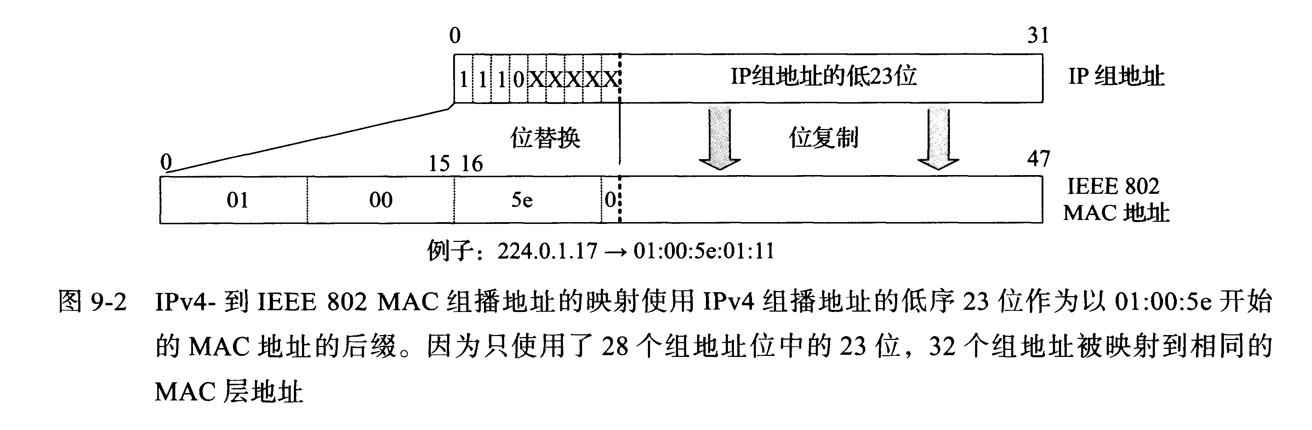 0 31
1110XXXXX IP组地址的低23位 IP 组地址
位替换 位复制
0 15 16 47
01 00 5e 0 IEEE 802
MAC 地址
例子：224.0.1.17 → 01:00:5e:01:11
图 9-2 IPv4- 到 IEEE 802 MAC 组播地址的映射使用 IPv4 组播地址的低序 23 位作为以 01:00:5e 开始
的 MAC 地址的后缀。因为只使用了 28 个组地址位中的 23 位，32 个组地址被映射到相同的
MAC 层地址